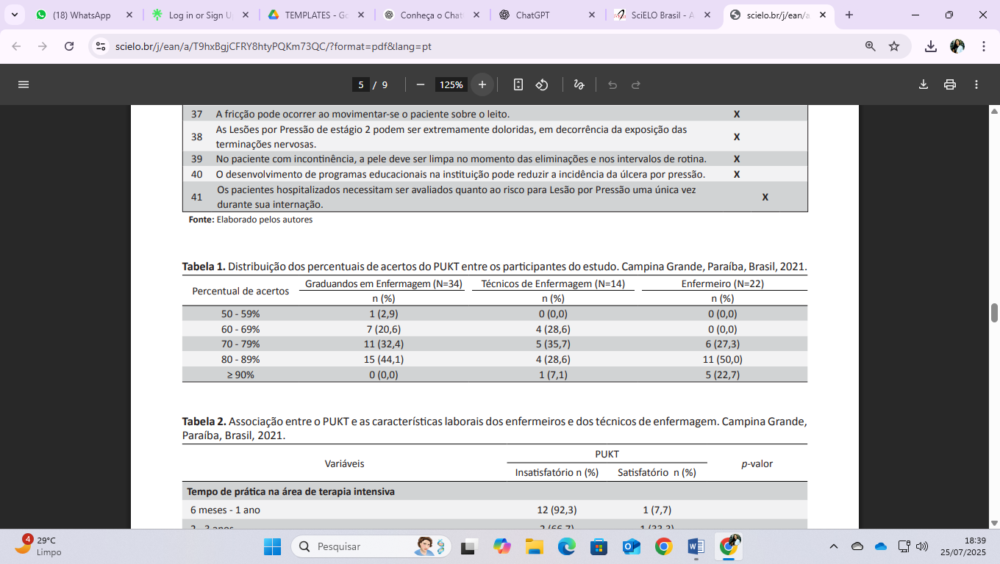 (18) WhatsApp
Log in or Sign U
TEMPLATES - Go
Conheça o Chat
ChatGPT
SciELO Brasil - A
scielo.br/j/ean/a
scielo.br/j/ean/a/T9hxBgjCFRY8htyPQKm73QC/?format=pdf&lang=pt
5 / 9
125%
37 A fricção pode ocorrer ao movimentar-se o paciente sobre o leito. X
38 As Lesões por Pressão de estágio 2 podem ser extremamente doloridas, em decorrência da exposição das
terminações nervosas. X
39 No paciente com incontinência, a pele deve ser limpa no momento das eliminações e nos intervalos de rotina. X
40 O desenvolvimento de programas educacionais na instituição pode reduzir a incidência da úlcera por pressão. X
41 Os pacientes hospitalizados necessitam ser avaliados quanto ao risco para Lesão por Pressão uma única vez
durante sua internação. X
Fonte: Elaborado pelos autores
Tabela 1. Distribuição dos percentuais de acertos do PUKT entre os participantes do estudo. Campina Grande, Paraíba, Brasil, 2021.
Percentual de acertos Graduandos em Enfermagem (N=34) Técnicos de Enfermagem (N=14) Enfermeiro (N=22)
n (%) n (%) n (%)
50 - 59% 1 (2,9) 0 (0,0) 0 (0,0)
60 - 69% 7 (20,6) 4 (28,6) 0 (0,0)
70 - 79% 11 (32,4) 5 (35,7) 6 (27,3)
80 - 89% 15 (44,1) 4 (28,6) 11 (50,0)
≥ 90% 0 (0,0) 1 (7,1) 5 (22,7)
Tabela 2. Associação entre o PUKT e as características laborais dos enfermeiros e dos técnicos de enfermagem. Campina Grande,
Paraíba, Brasil, 2021.
Variáveis PUKT p-valor
Insatisfatório n (%) Satisfatório n (%)
Tempo de prática na área de terapia intensiva
6 meses - 1 ano 12 (92,3) 1 (7,7)
2 - 3 anos 2 (66,7) 1 (33,3)
4
29°C
Limpo
Pesquisar
18:39
25/07/2025